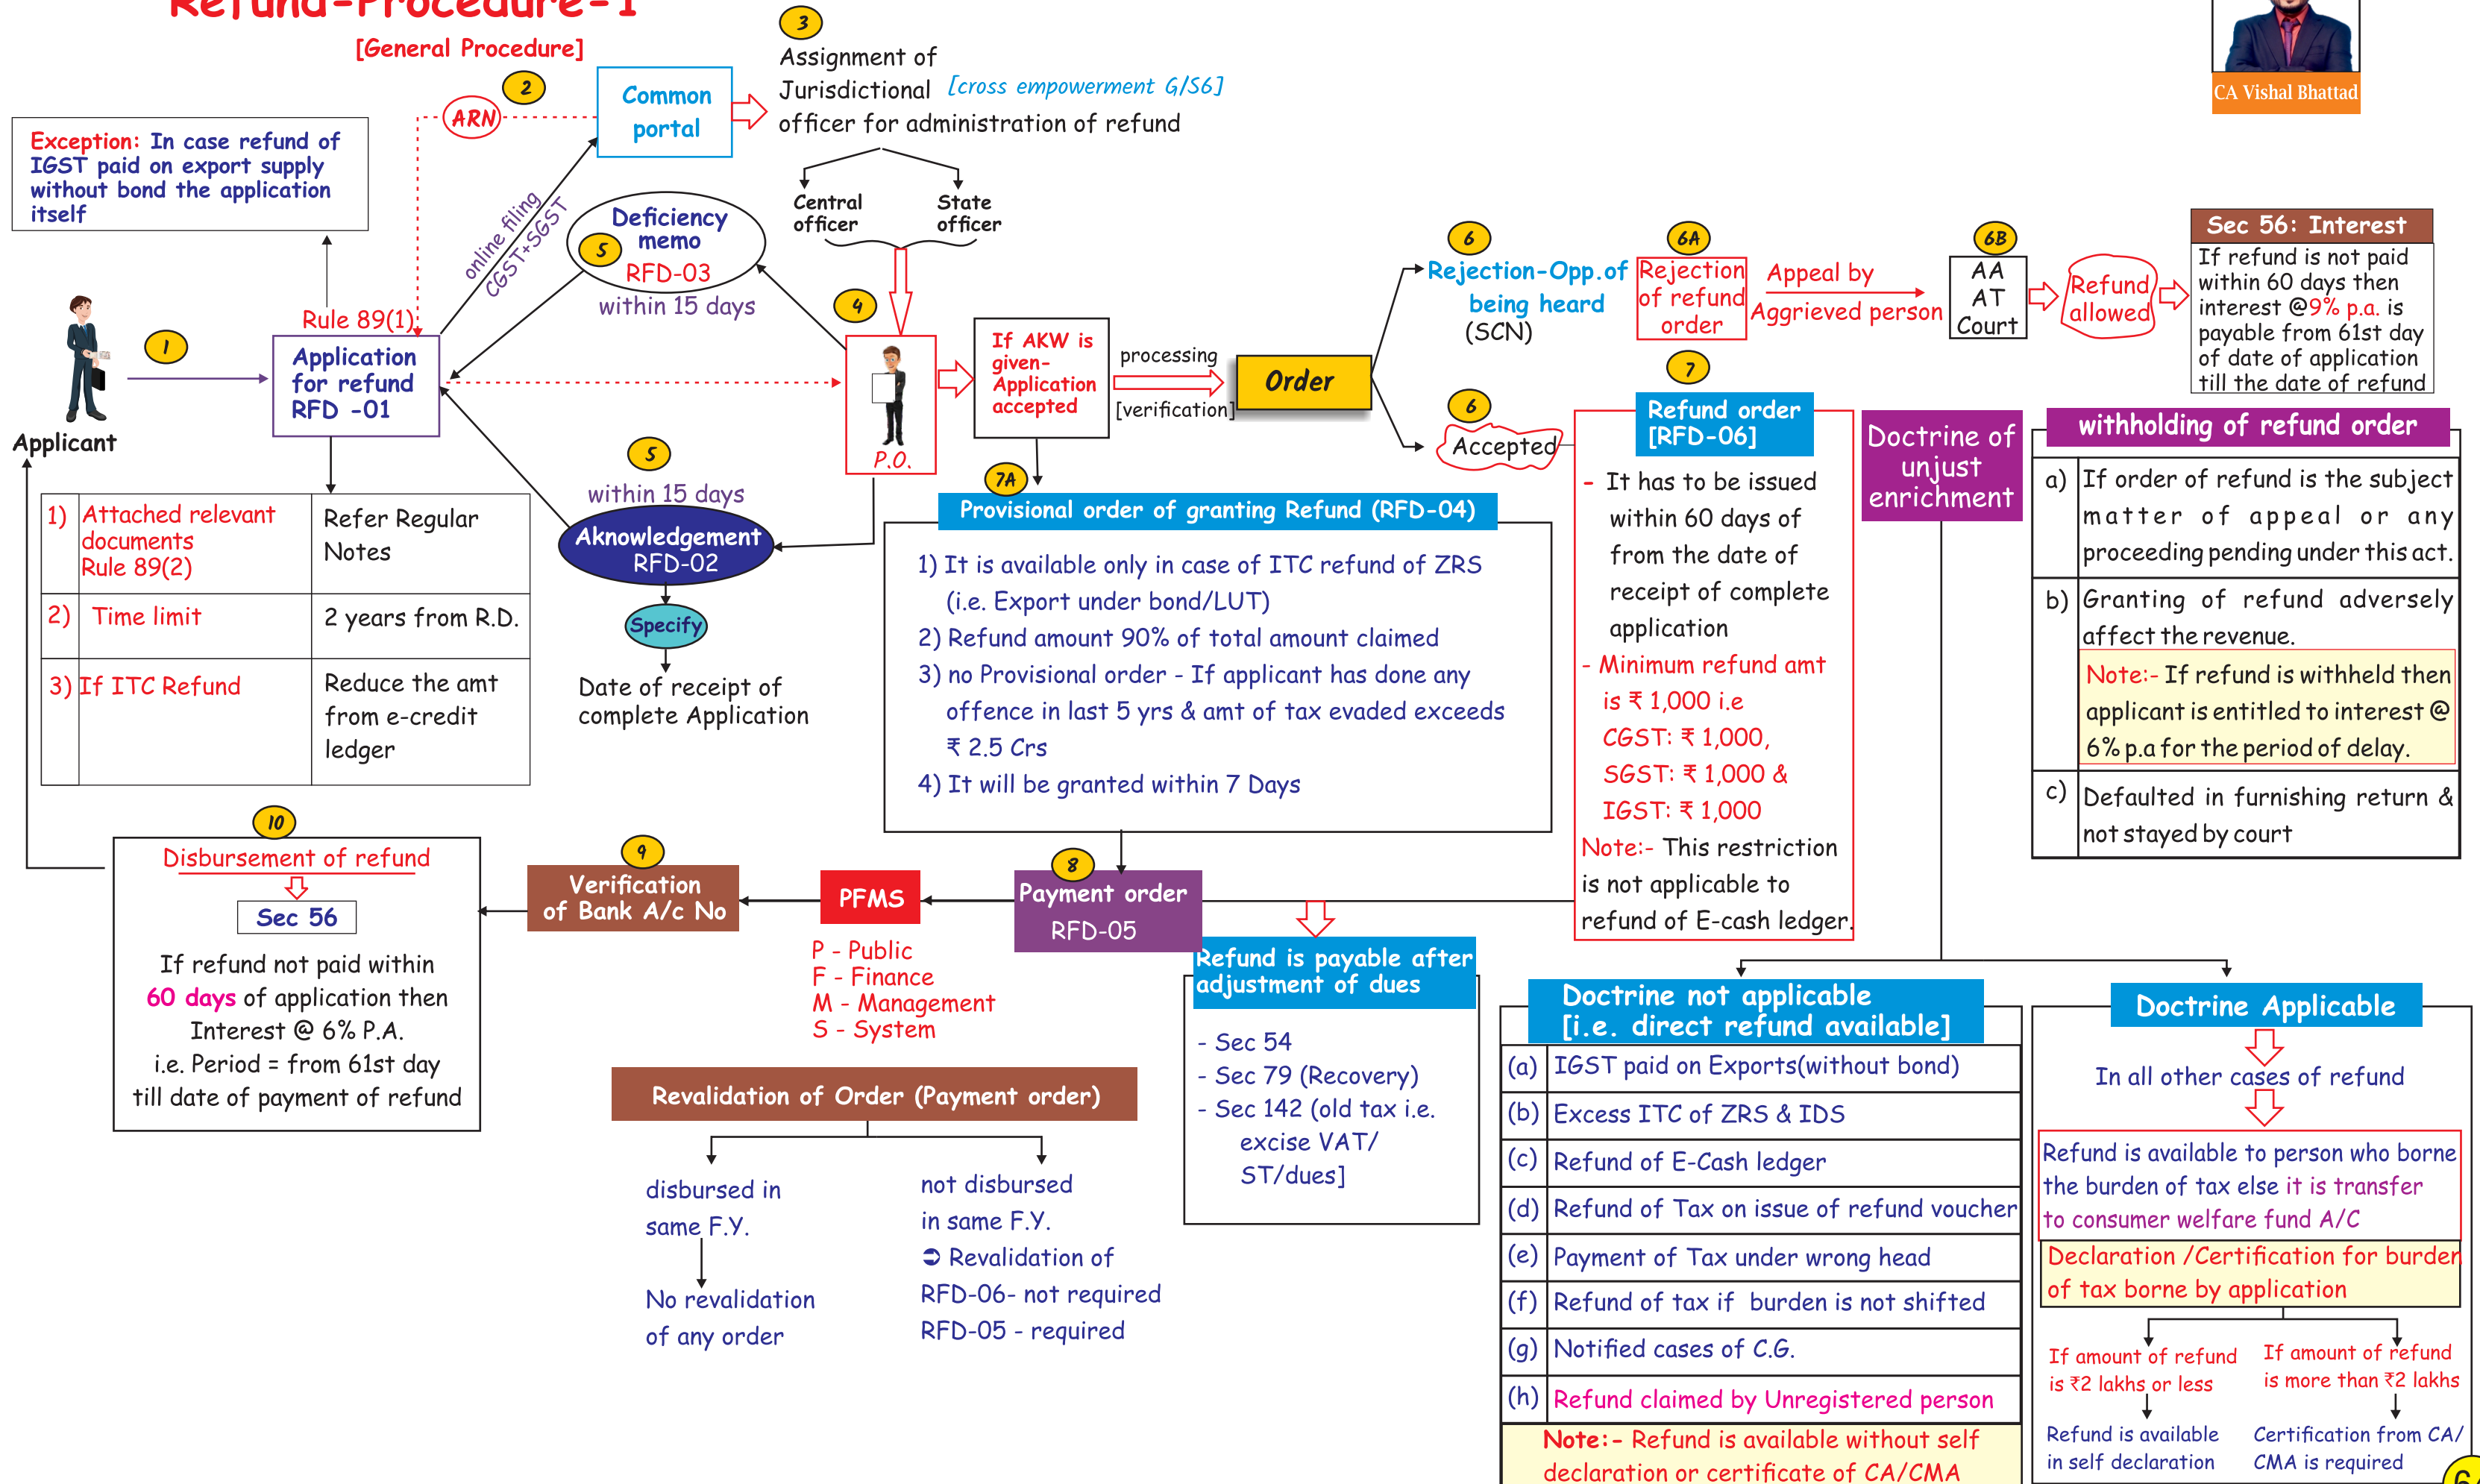 Refund-Procedure-1
[General Procedure]
CA Vishal Bhattad
Exception: In case refund of
IGST paid on export supply
without bond the application
itself
2
ARN
Common
portal
3
Assignment of
Jurisdictional [cross empowerment G/S6]
officer for administration of refund
Central
officer
State
officer
online filing
CGST+SGST
Deficiency
memo
5
RFD-03
within 15 days
1
Applicant
Rule 89(1)
Application
for refund
RFD -01
4
P.O.
If AKW is
given-
Application
accepted
processing
[verification]
Order
6
Rejection-Opp.of
being heard
(SCN)
6A
Rejection
of refund
order
Appeal by
Aggrieved person
6B
AA
AT
Court
Refund
allowed
Sec 56: Interest
If refund is not paid
within 60 days then
interest @9% p.a. is
payable from 61st day
of date of application
till the date of refund
6
Accepted
1) Attached relevant
documents
Rule 89(2)
Refer Regular
Notes
2) Time limit
2 years from R.D.
3) If ITC Refund
Reduce the amt
from e-credit
ledger
5
within 15 days
Aknowledgement
RFD-02
Specify
Date of receipt of
complete Application
7A
Provisional order of granting Refund (RFD-04)
1) It is available only in case of ITC refund of ZRS
(i.e. Export under bond/LUT)
2) Refund amount 90% of total amount claimed
3) no Provisional order - If applicant has done any
offence in last 5 yrs & amt of tax evaded exceeds
₹ 2.5 Crs
4) It will be granted within 7 Days
7
Refund order
[RFD-06]
- It has to be issued
within 60 days of
from the date of
receipt of complete
application
- Minimum refund amt
is ₹ 1,000 i.e
CGST: ₹ 1,000,
SGST: ₹ 1,000 &
IGST: ₹ 1,000
Note:- This restriction
is not applicable to
refund of E-cash ledger.
Doctrine of
unjust
enrichment
withholding of refund order
a) If order of refund is the subject
matter of appeal or any
proceeding pending under this act.
b) Granting of refund adversely
affect the revenue.
Note:- If refund is withheld then
applicant is entitled to interest @
6% p.a for the period of delay.
c) Defaulted in furnishing return &
not stayed by court
8
Payment order
RFD-05
PFMS
P - Public
F - Finance
M - Management
S - System
9
Verification
of Bank A/c No
10
Disbursement of refund
Sec 56
If refund not paid within
60 days of application then
Interest @ 6% P.A.
i.e. Period = from 61st day
till date of payment of refund
Refund is payable after
adjustment of dues
- Sec 54
- Sec 79 (Recovery)
- Sec 142 (old tax i.e.
excise VAT/
ST/dues]
Revalidation of Order (Payment order)
disbursed in
same F.Y.
No revalidation
of any order
not disbursed
in same F.Y.
➲ Revalidation of
RFD-06- not required
RFD-05 - required
Doctrine not applicable
[i.e. direct refund available]
(a) IGST paid on Exports(without bond)
(b) Excess ITC of ZRS & IDS
(c) Refund of E-Cash ledger
(d) Refund of Tax on issue of refund voucher
(e) Payment of Tax under wrong head
(f) Refund of tax if burden is not shifted
(g) Notified cases of C.G.
(h) Refund claimed by Unregistered person
Note:- Refund is available without self
declaration or certificate of CA/CMA
Doctrine Applicable
In all other cases of refund
Refund is available to person who borne
the burden of tax else it is transfer
to consumer welfare fund A/C
Declaration /Certification for burden
of tax borne by application
If amount of refund
is ₹2 lakhs or less
Refund is available
in self declaration
If amount of refund
is more than ₹2 lakhs
Certification from CA/
CMA is required